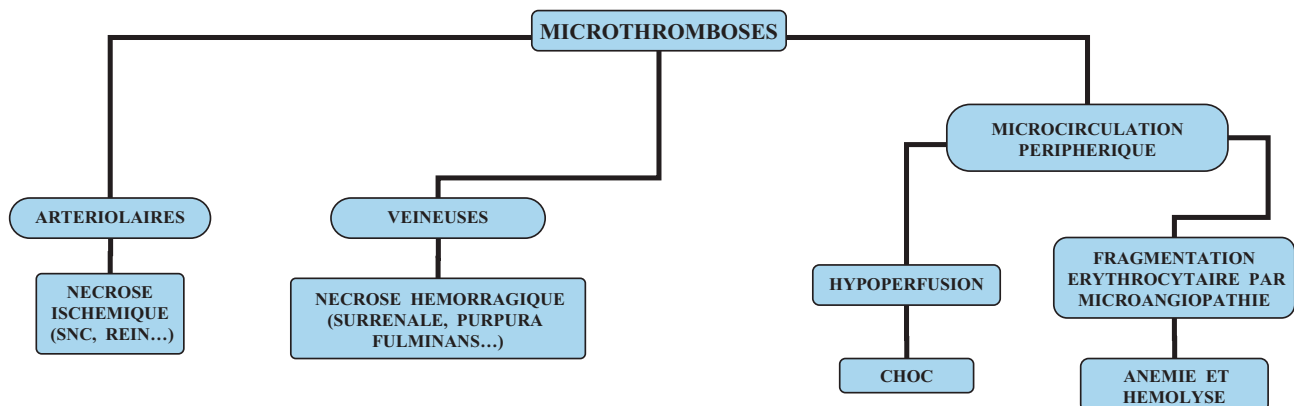 MICROTHROMBOSES
MICROCIRCULATION
PERIPHERIQUE
ARTERIOLAIRES
VEINEUSES
NECROSE
ISCHEMIQUE
(SNC, REIN…)
NECROSE HEMORRAGIQUE
(SURRENALE, PURPURA
FULMINANS…)
HYPOPERFUSION
FRAGMENTATION
ERYTHROCYTAIRE PAR
MICROANGIOPATHIE
CHOC
ANEMIE ET
HEMOLYSE